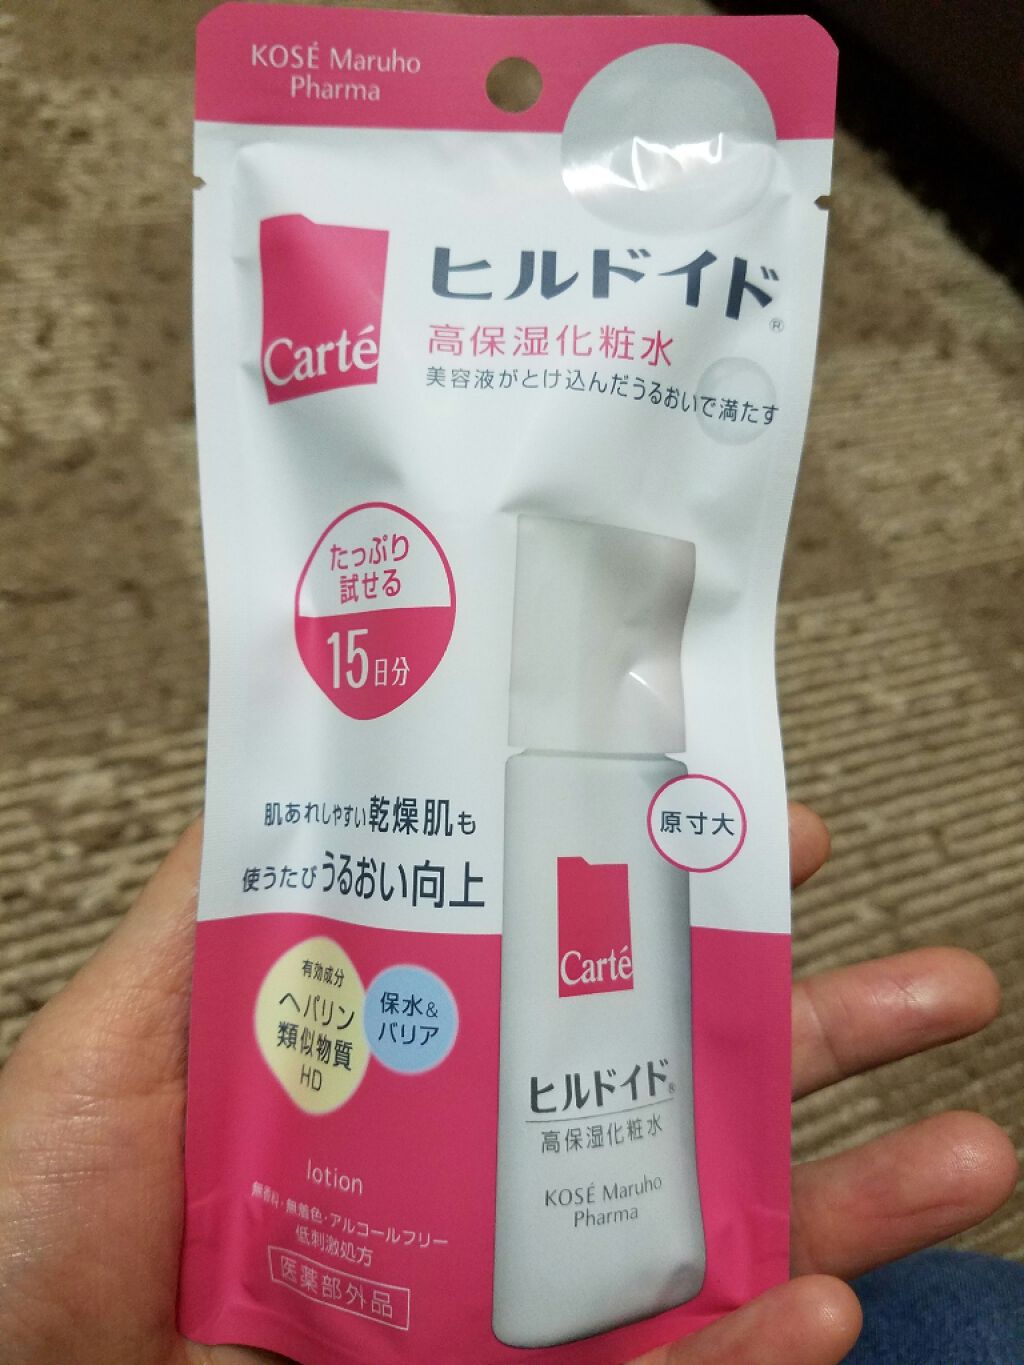 KOSÉ Maruho
Pharma
Carté
ヒルドイド®
高保湿化粧水
美容液がとけ込んだうるおいで満たす
たっぷり
試せる
15日分
原寸大
肌あれしやすい乾燥肌も
使うたびうるおい向上
有効成分
ヘパリン
類似物質
HD
保水&
バリア
lotion
無香料・無着色・アルコールフリー
低刺激処方
医薬部外品
Carté
ヒルドイド®
高保湿化粧水
KOSÉ Maruho
Pharma